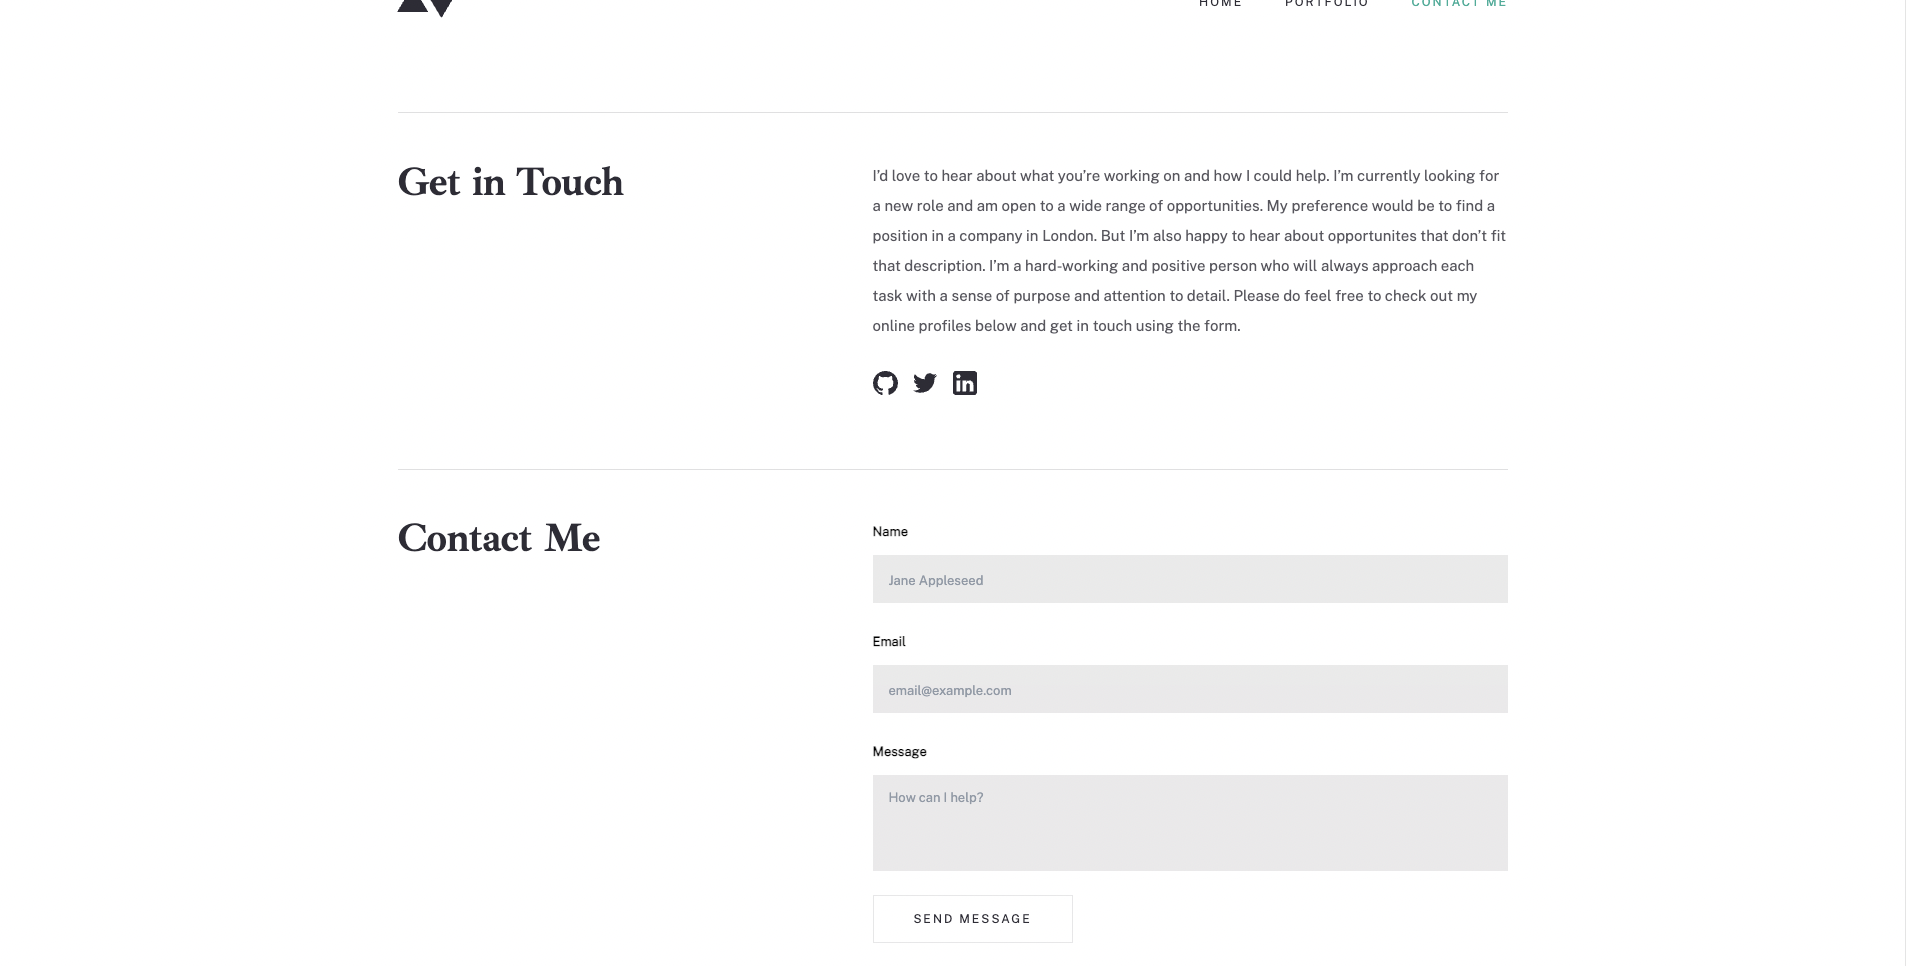 HOME PORTFOLIO CONTACT ME
Get in Touch
I'd love to hear about what you're working on and how I could help. I'm currently looking for
a new role and am open to a wide range of opportunities. My preference would be to find a
position in a company in London. But I'm also happy to hear about opportunites that don't fit
that description. I'm a hard-working and positive person who will always approach each
task with a sense of purpose and attention to detail. Please do feel free to check out my
online profiles below and get in touch using the form.
Contact Me
Name
Jane Appleseed
Email
email@example.com
Message
How can I help?
SEND MESSAGE